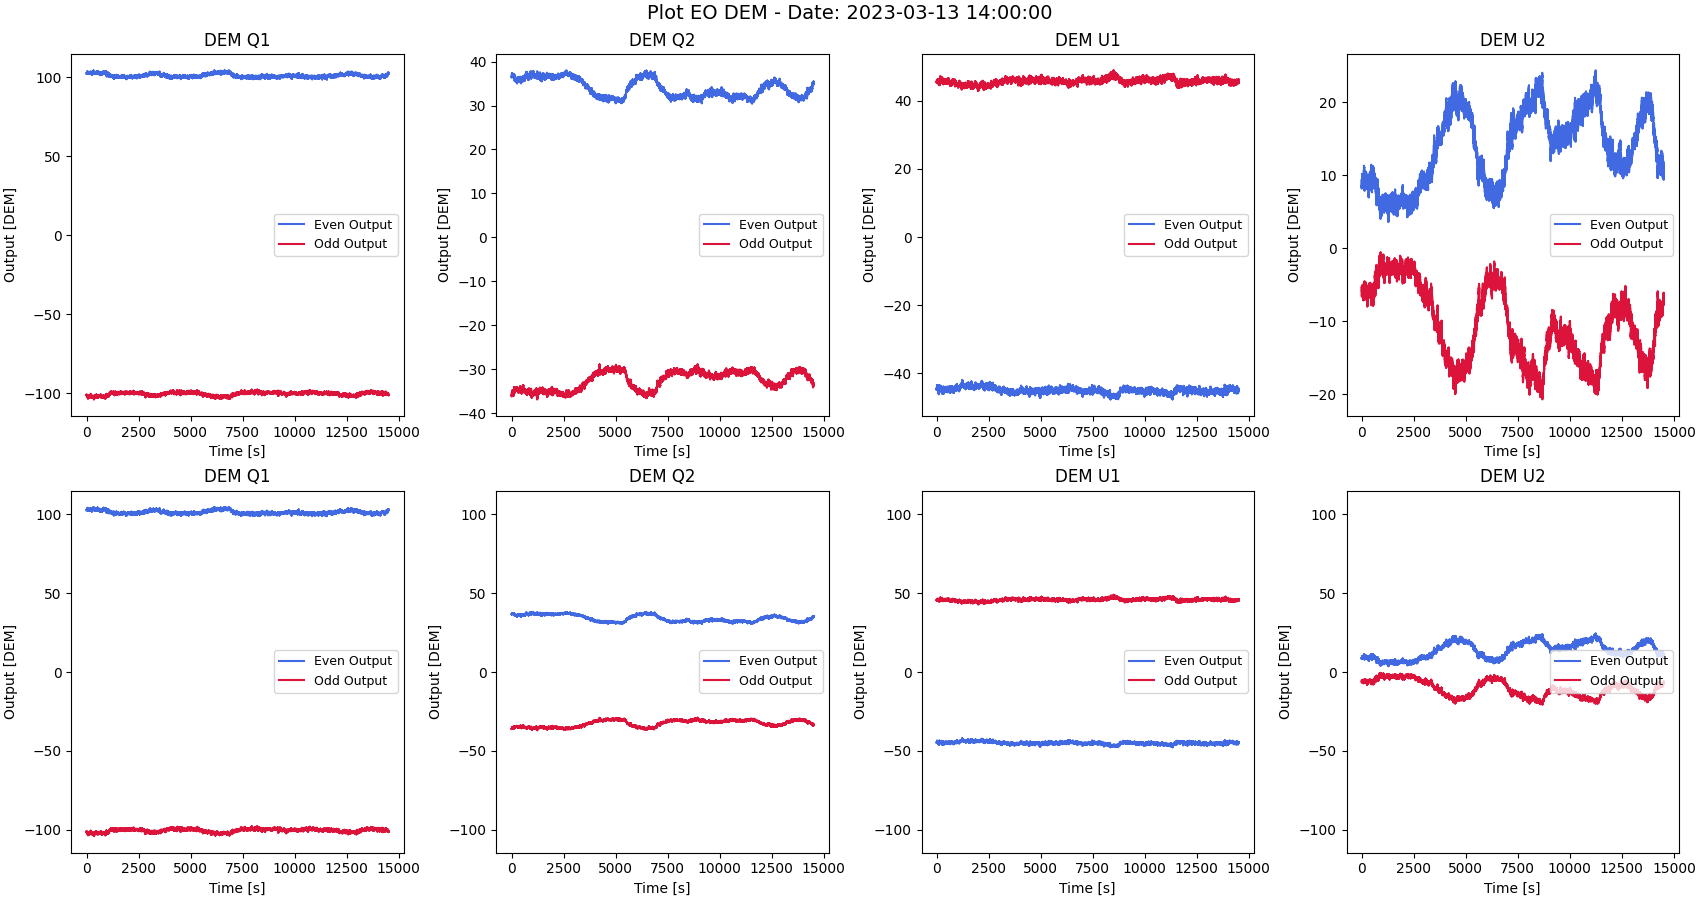 Plot EO DEM - Date: 2023-03-13 14:00:00
DEM Q1
Output [DEM]
100
50
0
−50
−100
Even Output
Odd Output
0 2500 5000 7500 10000 12500 15000
Time [s]
DEM Q2
Output [DEM]
40
30
20
10
0
−10
−20
−30
−40
Even Output
Odd Output
0 2500 5000 7500 10000 12500 15000
Time [s]
DEM U1
Output [DEM]
40
20
0
−20
−40
Even Output
Odd Output
0 2500 5000 7500 10000 12500 15000
Time [s]
DEM U2
Output [DEM]
20
10
0
−10
−20
Even Output
Odd Output
0 2500 5000 7500 10000 12500 15000
Time [s]
DEM Q1
Output [DEM]
100
50
0
−50
−100
Even Output
Odd Output
0 2500 5000 7500 10000 12500 15000
Time [s]
DEM Q2
Output [DEM]
100
50
0
−50
−100
Even Output
Odd Output
0 2500 5000 7500 10000 12500 15000
Time [s]
DEM U1
Output [DEM]
100
50
0
−50
−100
Even Output
Odd Output
0 2500 5000 7500 10000 12500 15000
Time [s]
DEM U2
Output [DEM]
100
50
0
−50
−100
Even Output
Odd Output
0 2500 5000 7500 10000 12500 15000
Time [s]